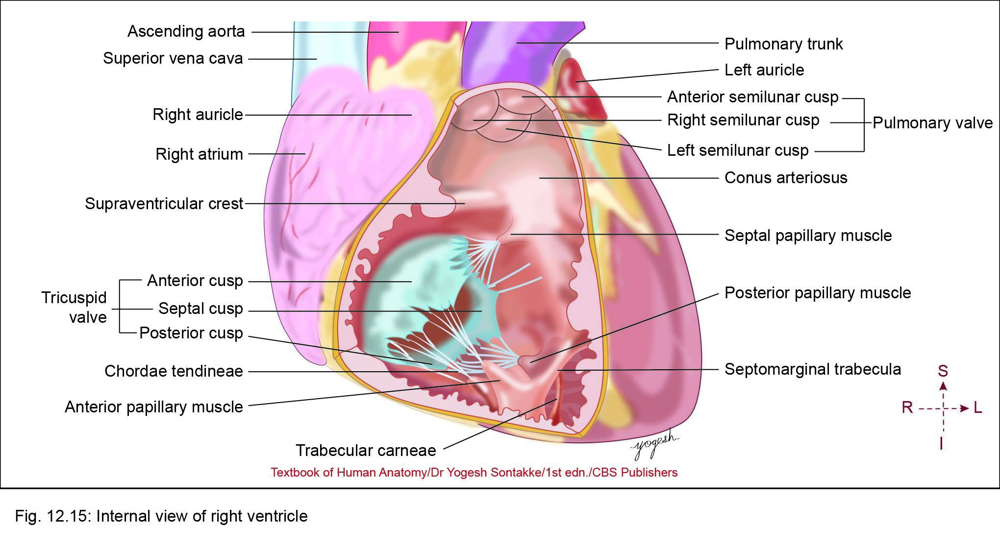 Ascending aorta
Superior vena cava
Right auricle
Right atrium
Supraventricular crest
Anterior cusp
Septal cusp
Posterior cusp
Tricuspid
valve
Chordae tendineae
Anterior papillary muscle
Trabecular carneae
Pulmonary trunk
Left auricle
Anterior semilunar cusp
Right semilunar cusp
Left semilunar cusp
Pulmonary valve
Conus arteriosus
Septal papillary muscle
Posterior papillary muscle
Septomarginal trabecula
S
R L
I
yogesh
Textbook of Human Anatomy/Dr Yogesh Sontakke/1st edn./CBS Publishers
Fig. 12.15: Internal view of right ventricle